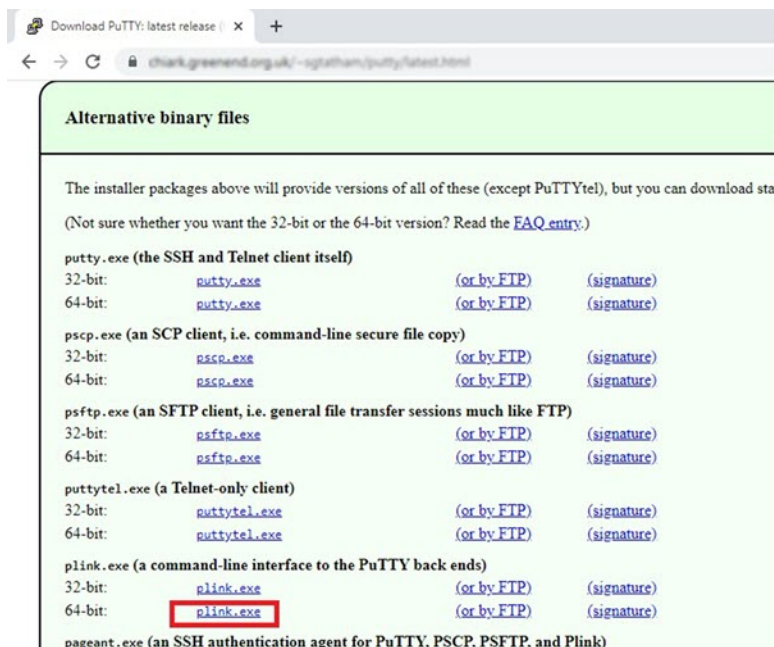 Download PuTTY: latest release (
chiark.greenend.org.uk/~sgtatham/putty/latest.html
Alternative binary files
The installer packages above will provide versions of all of these (except PuTTYtel), but you can download sta
(Not sure whether you want the 32-bit or the 64-bit version? Read the FAQ entry.)
putty.exe (the SSH and Telnet client itself)
32-bit: putty.exe (or by FTP) (signature)
64-bit: putty.exe (or by FTP) (signature)
pscp.exe (an SCP client, i.e. command-line secure file copy)
32-bit: pscp.exe (or by FTP) (signature)
64-bit: pscp.exe (or by FTP) (signature)
psftp.exe (an SFTP client, i.e. general file transfer sessions much like FTP)
32-bit: psftp.exe (or by FTP) (signature)
64-bit: psftp.exe (or by FTP) (signature)
puttytel.exe (a Telnet-only client)
32-bit: puttytel.exe (or by FTP) (signature)
64-bit: puttytel.exe (or by FTP) (signature)
plink.exe (a command-line interface to the PuTTY back ends)
32-bit: plink.exe (or by FTP) (signature)
64-bit: plink.exe (or by FTP) (signature)
pageant.exe (an SSH authentication agent for PuTTY, PSCP, PSFTP, and Plink)